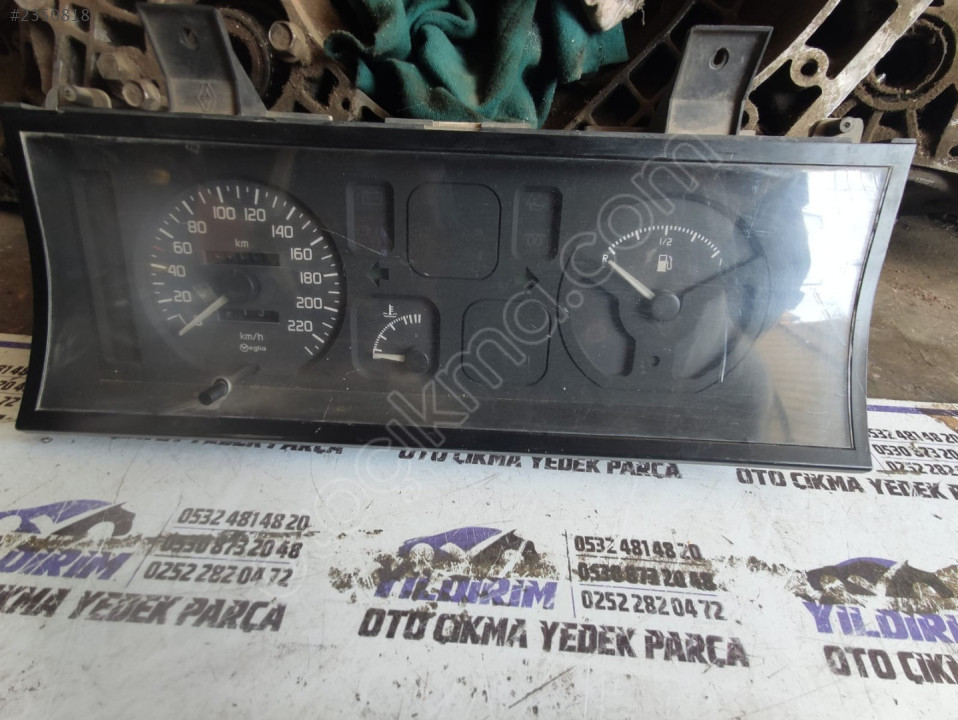 80 100 120 140
60 160
40 180
20 200
220
km
km/h
Veglia
R 1/2
oto çıkma.com
0532 481 48 20
0530 873 20 48
0252 282 04 72
OTO ÇIKMA YEDEK PARÇA
OTO ÇIKMA YEDEK PARÇA
0532 481 48 20
0530 873 20 48
0252 282 04 72
YILDIRIM
ÇIKMA YEDEK PARÇA
0532 481 48 20
0530 873 20 48
0252 282 04 72
YILDIRIM
OTO ÇIKMA YEDEK PARÇA
YILDIRIM
OTO ÇIKMA